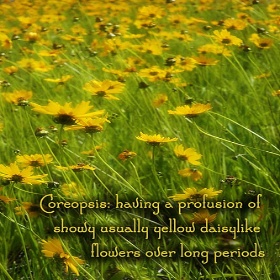 Coreopsis: having a profusion of
showy usually yellow daisylike
flowers over long periods